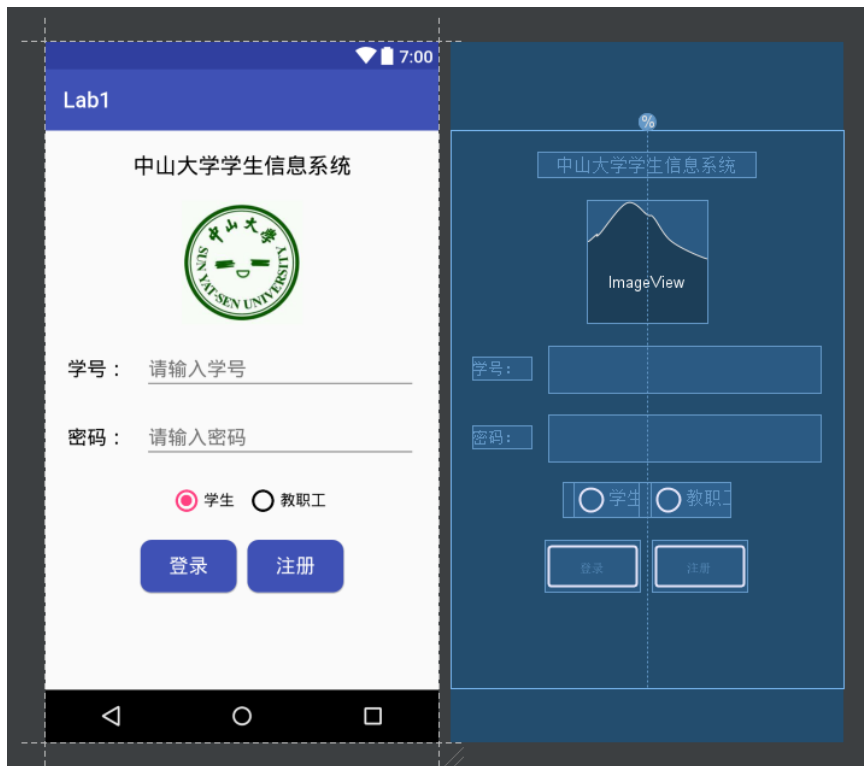 7:00
Lab1
中山大学学生信息系统
中山大学
SUN YAT-SEN UNIVERSITY
学号：
请输入学号
密码：
请输入密码
学生
教职工
登录
注册
%
中山大学学生信息系统
ImageView
学号：
密码：
学生
教职工
登录
注册